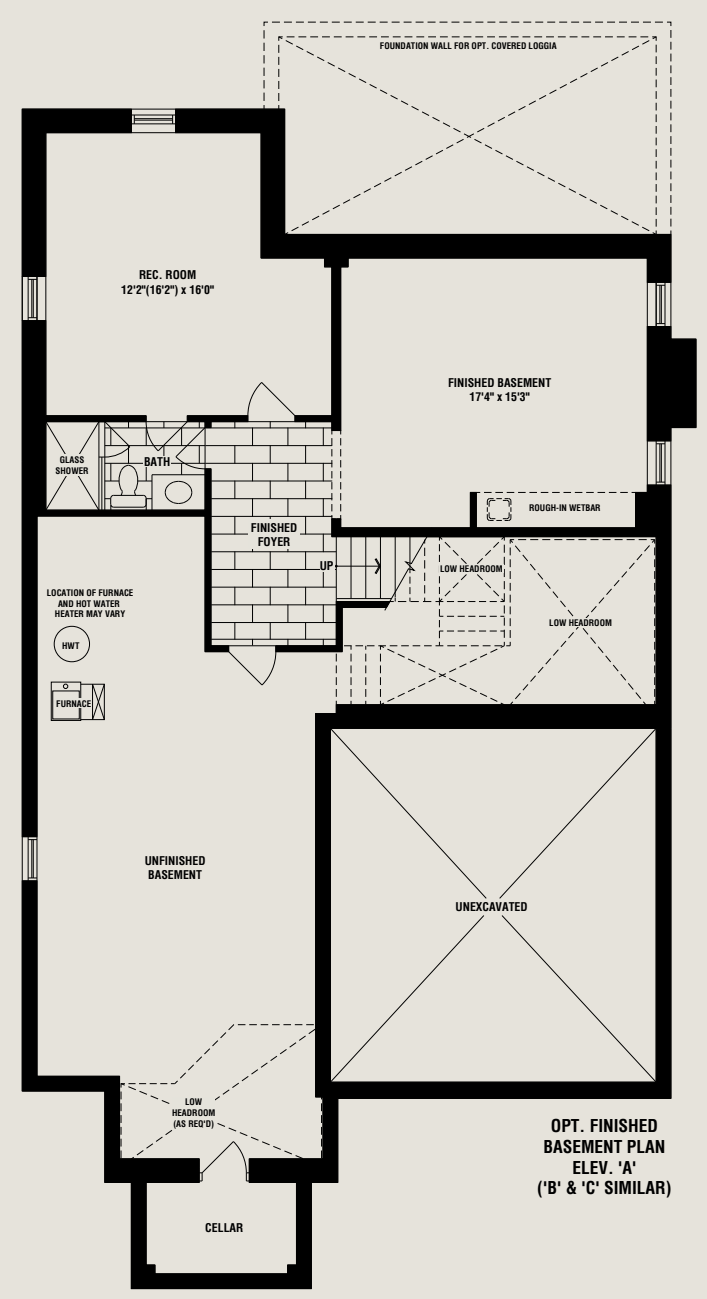 FOUNDATION WALL FOR OPT. COVERED LOGGIA
REC. ROOM
12'2"(16'2") x 16'0"
FINISHED BASEMENT
17'4" x 15'3"
GLASS
SHOWER
BATH
ROUGH-IN WETBAR
FINISHED
FOYER
UP
LOW HEADROOM
LOW HEADROOM
LOCATION OF FURNACE
AND HOT WATER
HEATER MAY VARY
HWT
FURNACE
UNFINISHED
BASEMENT
UNEXCAVATED
LOW
HEADROOM
(AS REQ'D)
OPT. FINISHED
BASEMENT PLAN
ELEV. 'A'
('B' & 'C' SIMILAR)
CELLAR